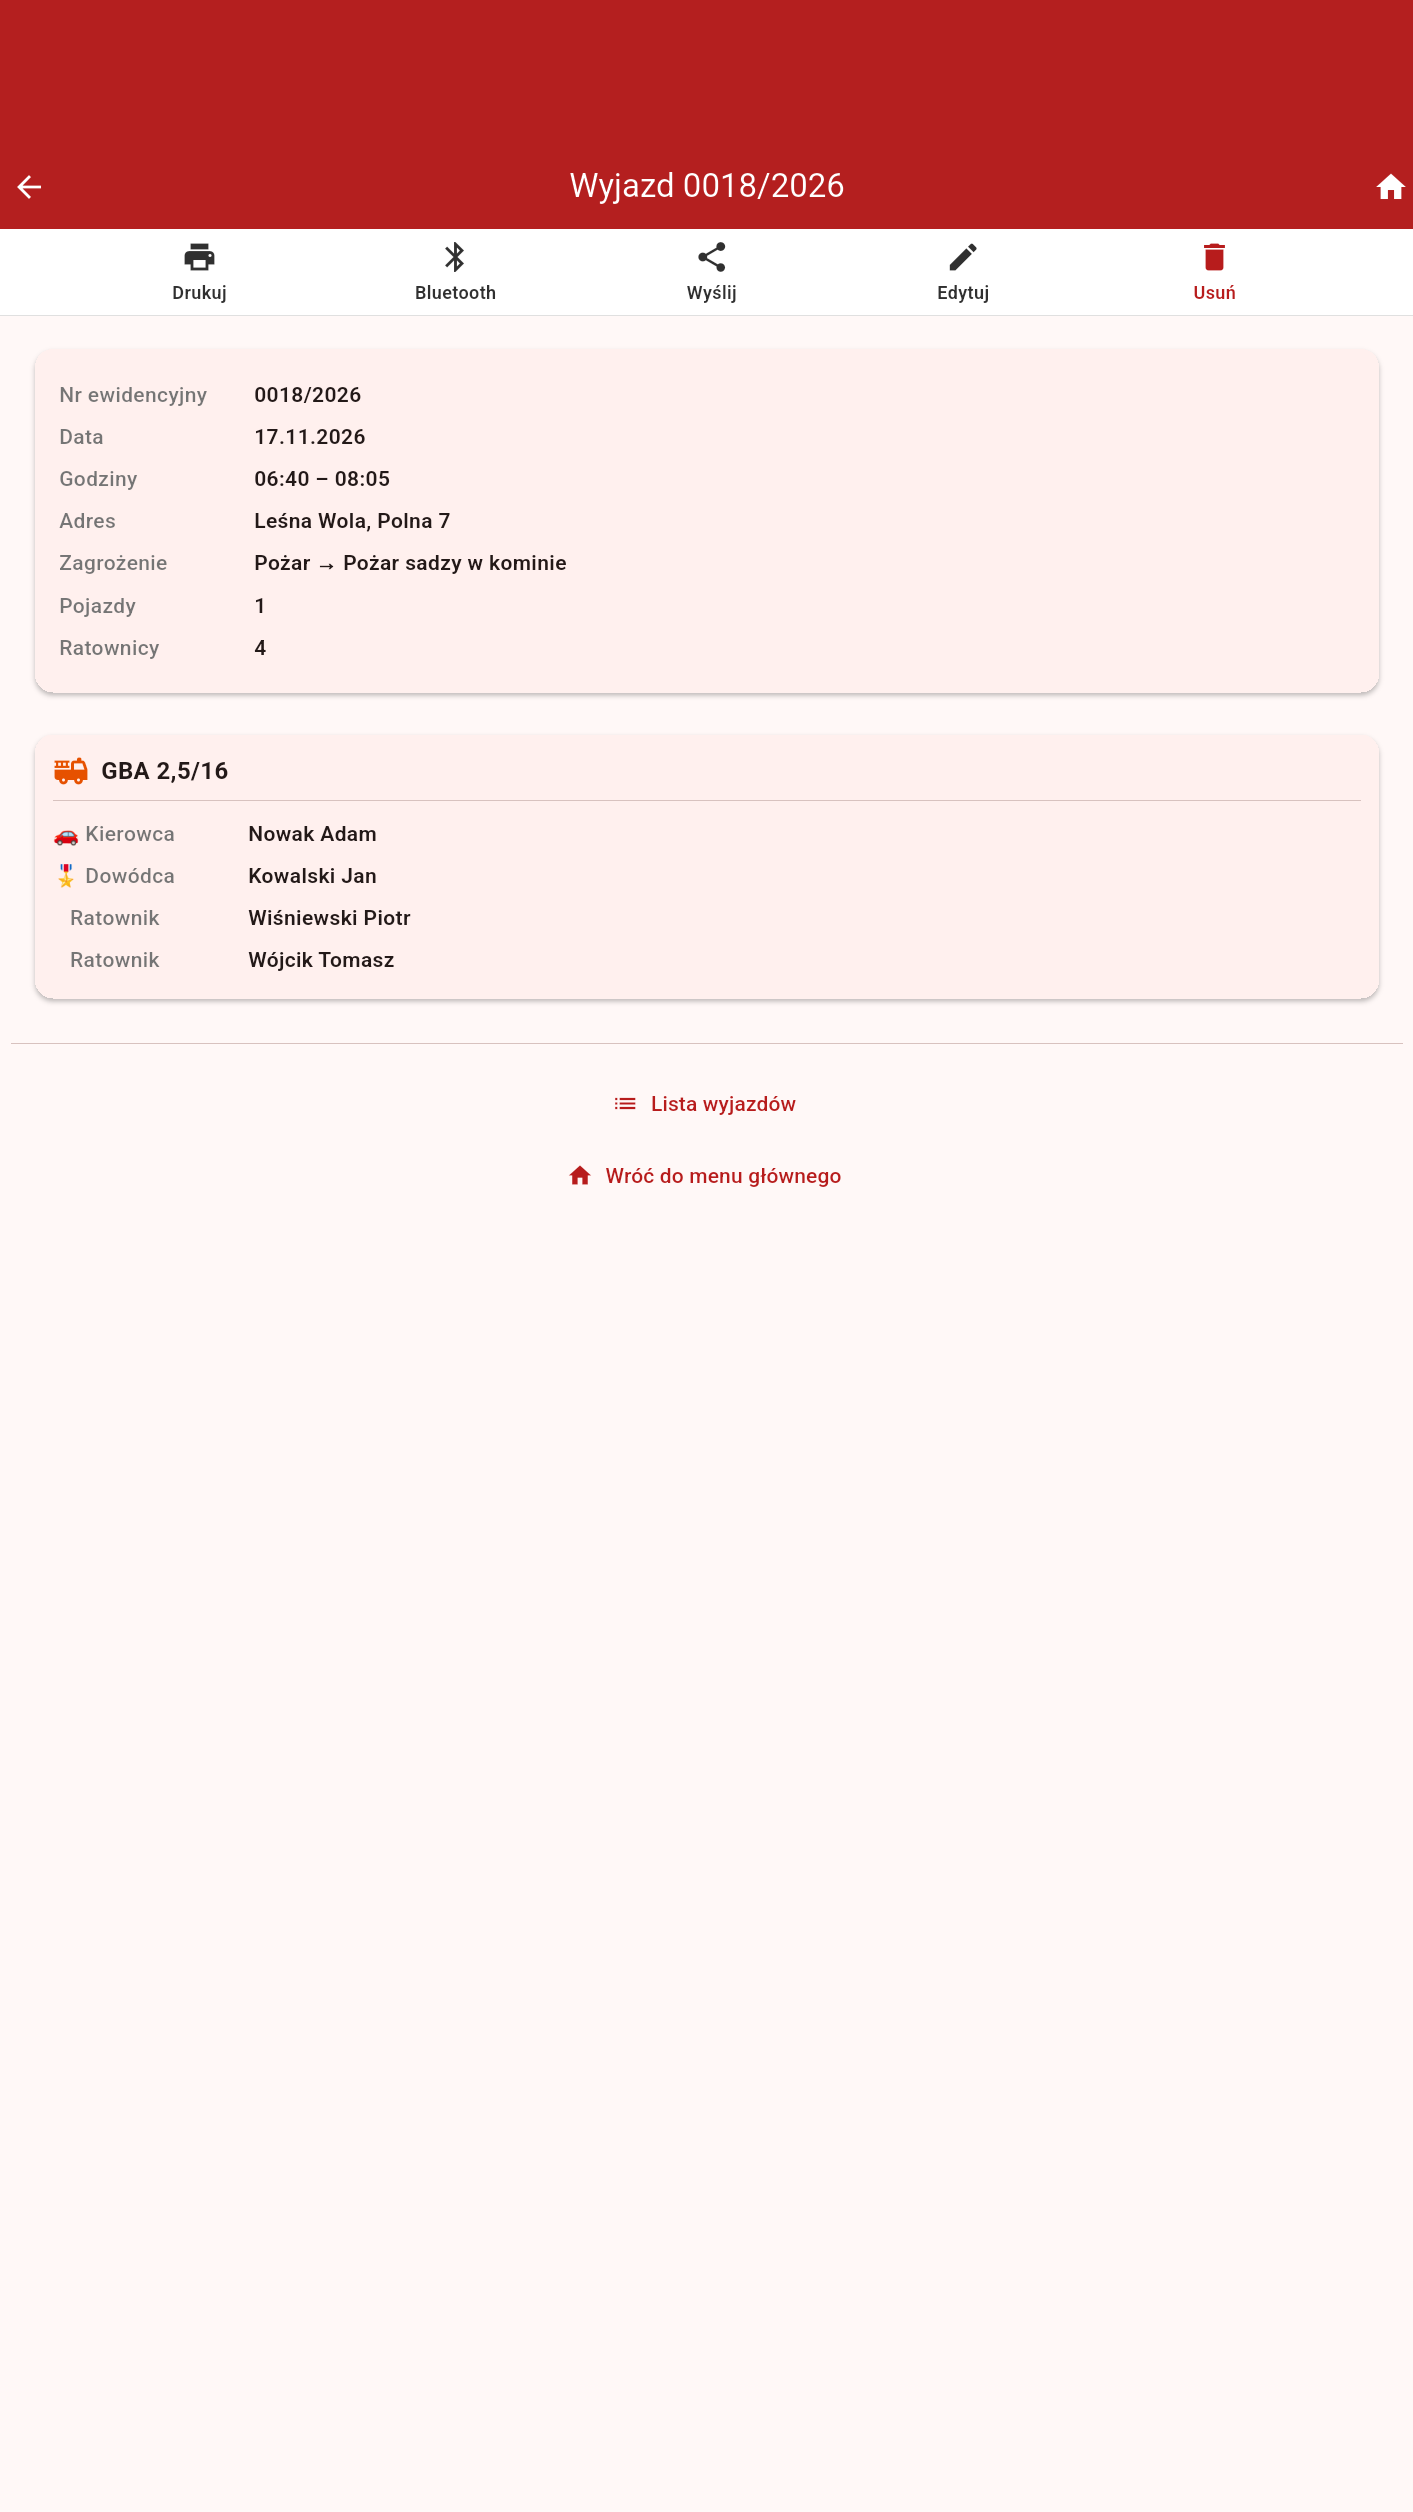 Wyjazd 0018/2026
Drukuj Bluetooth Wyślij Edytuj Usuń
Nr ewidencyjny 0018/2026
Data 17.11.2026
Godziny 06:40 – 08:05
Adres Leśna Wola, Polna 7
Zagrożenie Pożar → Pożar sadzy w kominie
Pojazdy 1
Ratownicy 4
GBA 2,5/16
🚗 Kierowca Nowak Adam
🎖️ Dowódca Kowalski Jan
Ratownik Wiśniewski Piotr
Ratownik Wójcik Tomasz
Lista wyjazdów
Wróć do menu głównego